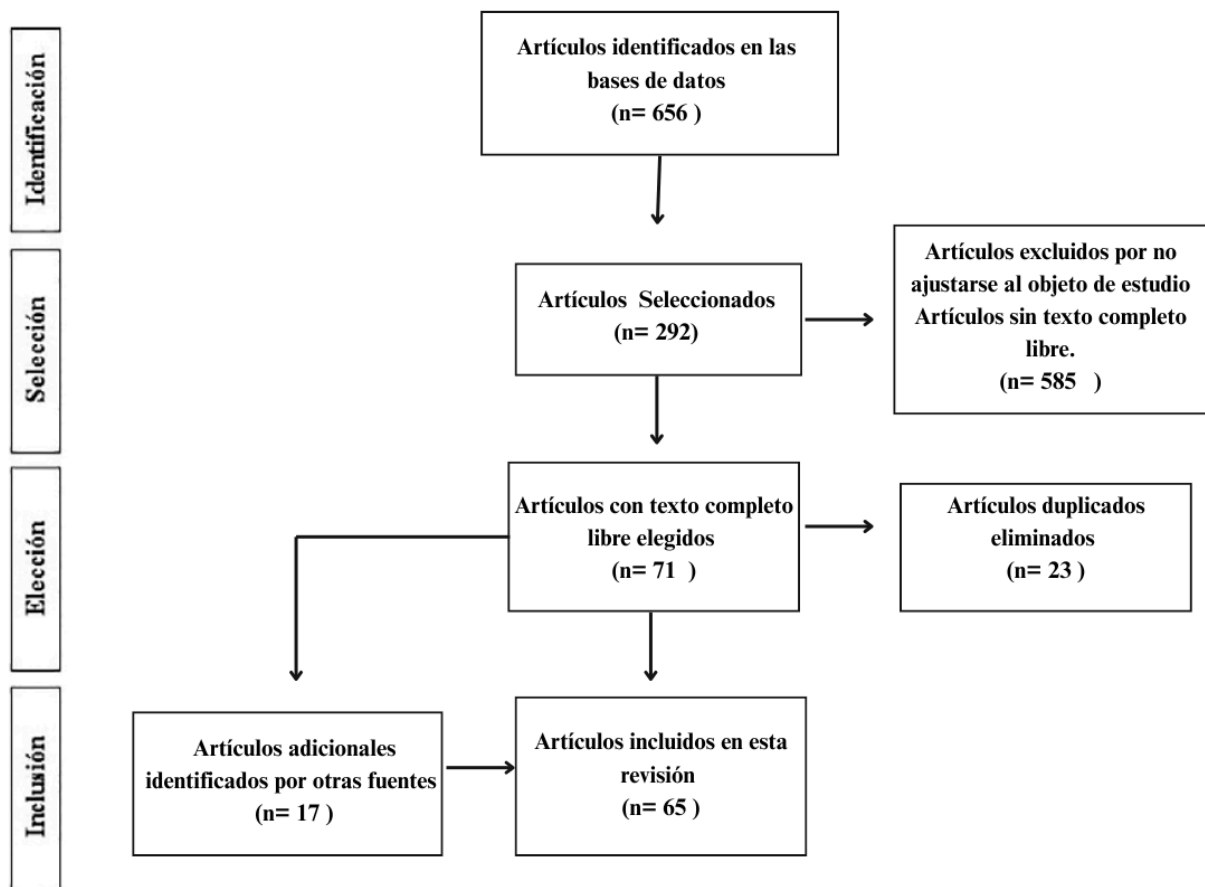 Identificación
Artículos identificados en las
bases de datos
(n= 656 )
Selección
Artículos Seleccionados
(n= 292)
Artículos excluidos por no
ajustarse al objeto de estudio
Artículos sin texto completo
libre.
(n= 585 )
Elección
Artículos con texto completo
libre elegidos
(n= 71 )
Artículos duplicados
eliminados
(n= 23 )
Inclusión
Artículos adicionales
identificados por otras fuentes
(n= 17 )
Artículos incluidos en esta
revisión
(n= 65 )